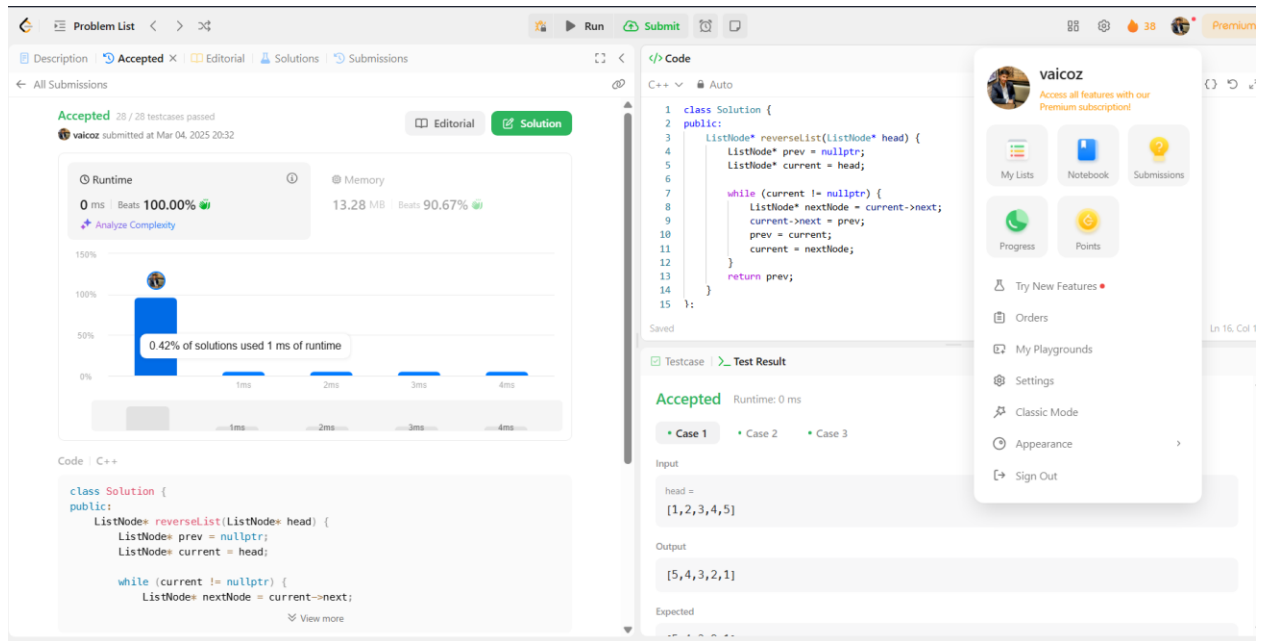 Problem List
Run
Submit
38
Premium
Description
Accepted
Editorial
Solutions
Submissions
All Submissions
Accepted 28 / 28 testcases passed
vaicoz submitted at Mar 04, 2025 20:32
Editorial
Solution
Runtime
0 ms Beats 100.00%
Analyze Complexity
Memory
13.28 MB Beats 90.67%
150%
100%
50%
0%
0.42% of solutions used 1 ms of runtime
1ms 2ms 3ms 4ms
1ms 2ms 3ms 4ms
Code C++
class Solution {
public:
    ListNode* reverseList(ListNode* head) {
        ListNode* prev = nullptr;
        ListNode* current = head;
        while (current != nullptr) {
            ListNode* nextNode = current->next;
View more
</> Code
C++ Auto
1 class Solution {
2 public:
3     ListNode* reverseList(ListNode* head) {
4         ListNode* prev = nullptr;
5         ListNode* current = head;
6
7         while (current != nullptr) {
8             ListNode* nextNode = current->next;
9             current->next = prev;
10             prev = current;
11             current = nextNode;
12         }
13         return prev;
14     }
15 };
Saved
Ln 16, Col 1
Testcase
Test Result
Accepted Runtime: 0 ms
Case 1 Case 2 Case 3
Input
head =
[1,2,3,4,5]
Output
[5,4,3,2,1]
Expected
vaicoz
Access all features with our
Premium subscription!
My Lists
Notebook
Submissions
Progress
Points
Try New Features
Orders
My Playgrounds
Settings
Classic Mode
Appearance
Sign Out